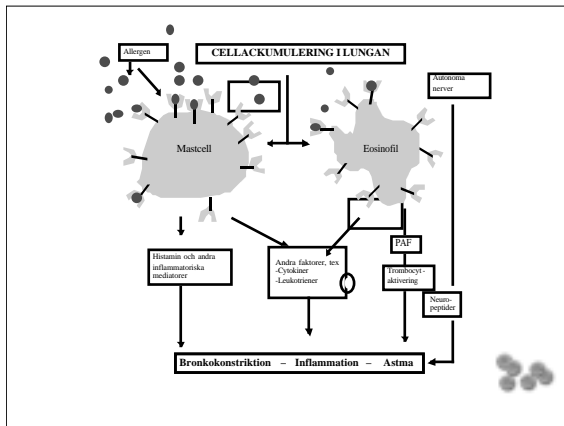 Allergen
CELLACKUMULERING I LUNGAN
Autonoma
nerver
Mastcell
Eosinofil
Histamin och andra
inflammatoriska
mediatorer
Andra faktorer, tex
-Cytokiner
-Leukotriener
PAF
Trombocyt-
aktivering
Neuro-
peptider
Bronkokonstriktion – Inflammation – Astma